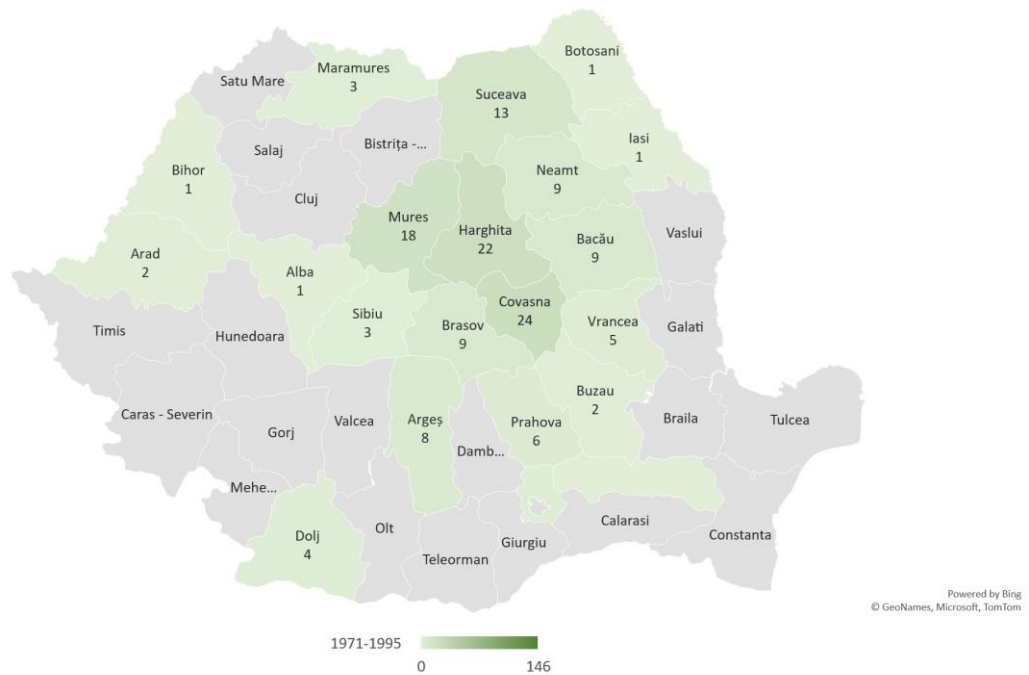 Botosani
1
Maramures
3
Satu Mare
Suceava
13
Iasi
1
Salaj
Bistrița -...
Bihor
1
Neamt
9
Cluj
Mures
18
Harghita
22
Bacău
9
Vaslui
Arad
2
Alba
1
Covasna
24
Sibiu
3
Brasov
9
Vrancea
5
Galati
Timis
Hunedoara
Buzau
2
Caras - Severin
Valcea
Argeș
8
Prahova
6
Braila
Tulcea
Gorj
Damb...
Mehe...
Olt
Calarasi
Dolj
4
Giurgiu
Constanta
Teleorman
Powered by Bing
© GeoNames, Microsoft, TomTom
1971-1995
0 146